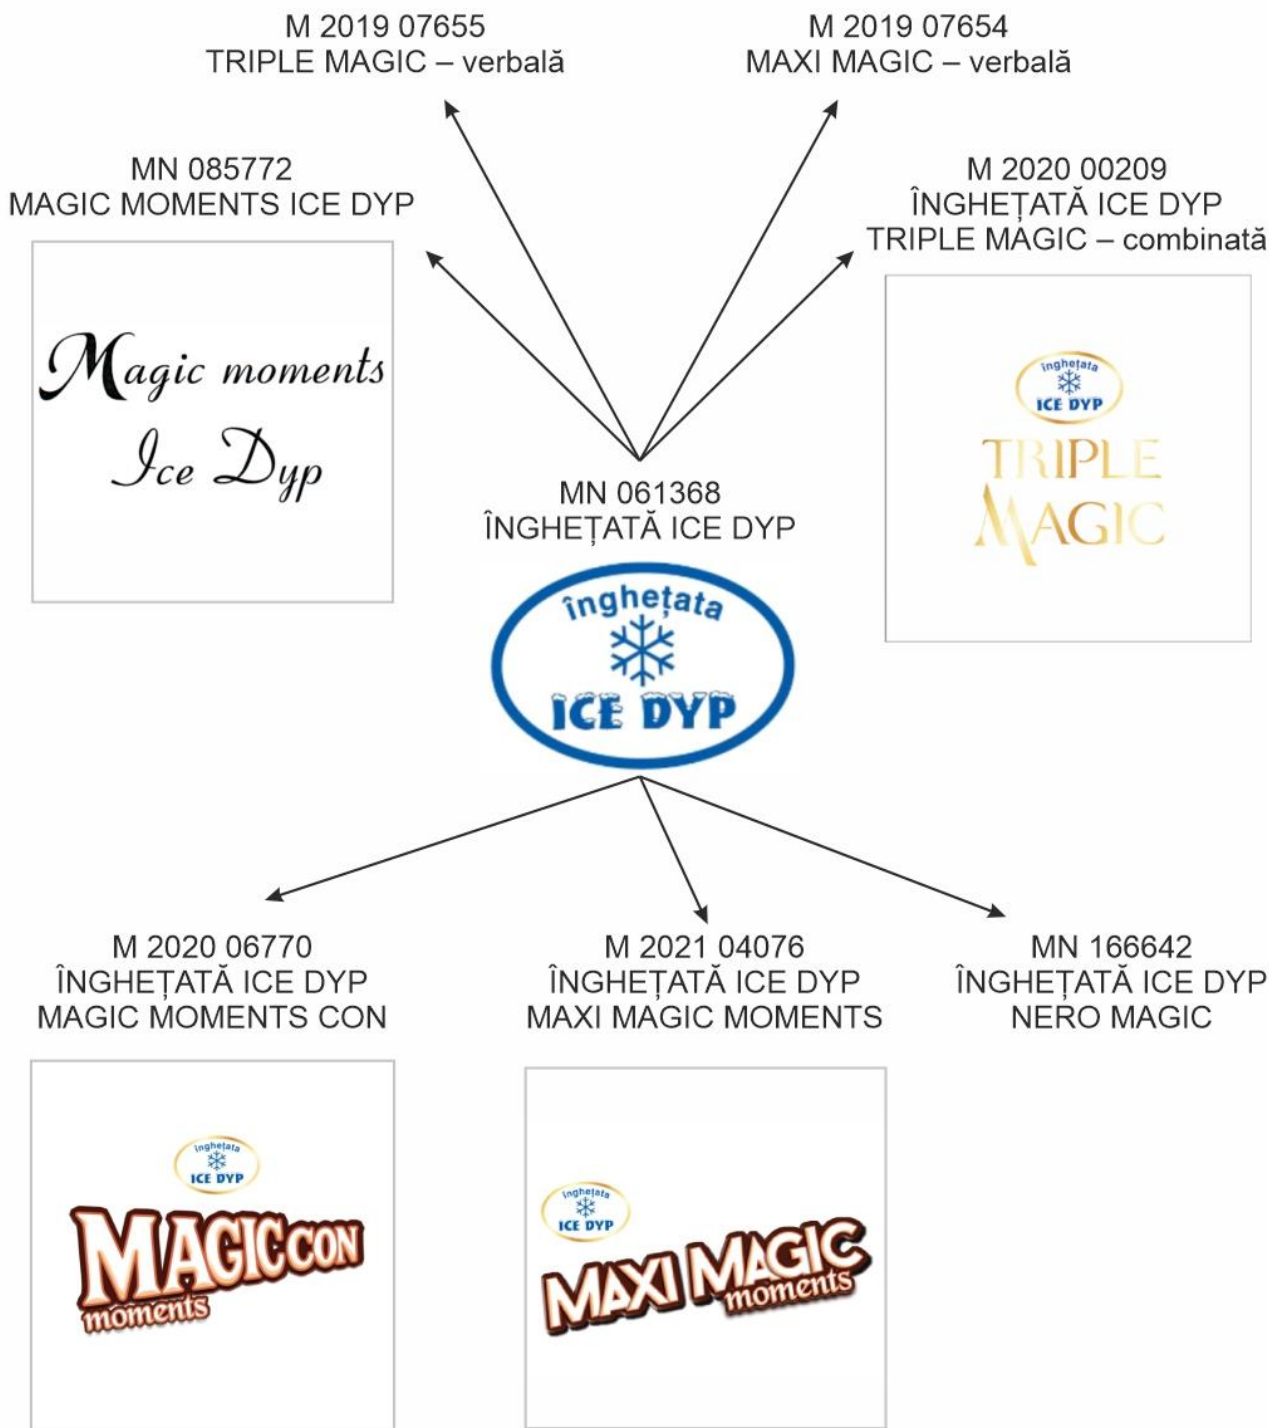 M 2019 07655
TRIPLE MAGIC – verbală
M 2019 07654
MAXI MAGIC – verbală
MN 085772
MAGIC MOMENTS ICE DYP
Magic moments
Ice Dyp
M 2020 00209
ÎNGHEȚATĂ ICE DYP
TRIPLE MAGIC – combinată
înghețata
ICE DYP
TRIPLE
MAGIC
MN 061368
ÎNGHEȚATĂ ICE DYP
înghețata
ICE DYP
M 2020 06770
ÎNGHEȚATĂ ICE DYP
MAGIC MOMENTS CON
înghețata
ICE DYP
MAGIC CON
moments
M 2021 04076
ÎNGHEȚATĂ ICE DYP
MAXI MAGIC MOMENTS
înghețata
ICE DYP
MAXI MAGIC
moments
MN 166642
ÎNGHEȚATĂ ICE DYP
NERO MAGIC